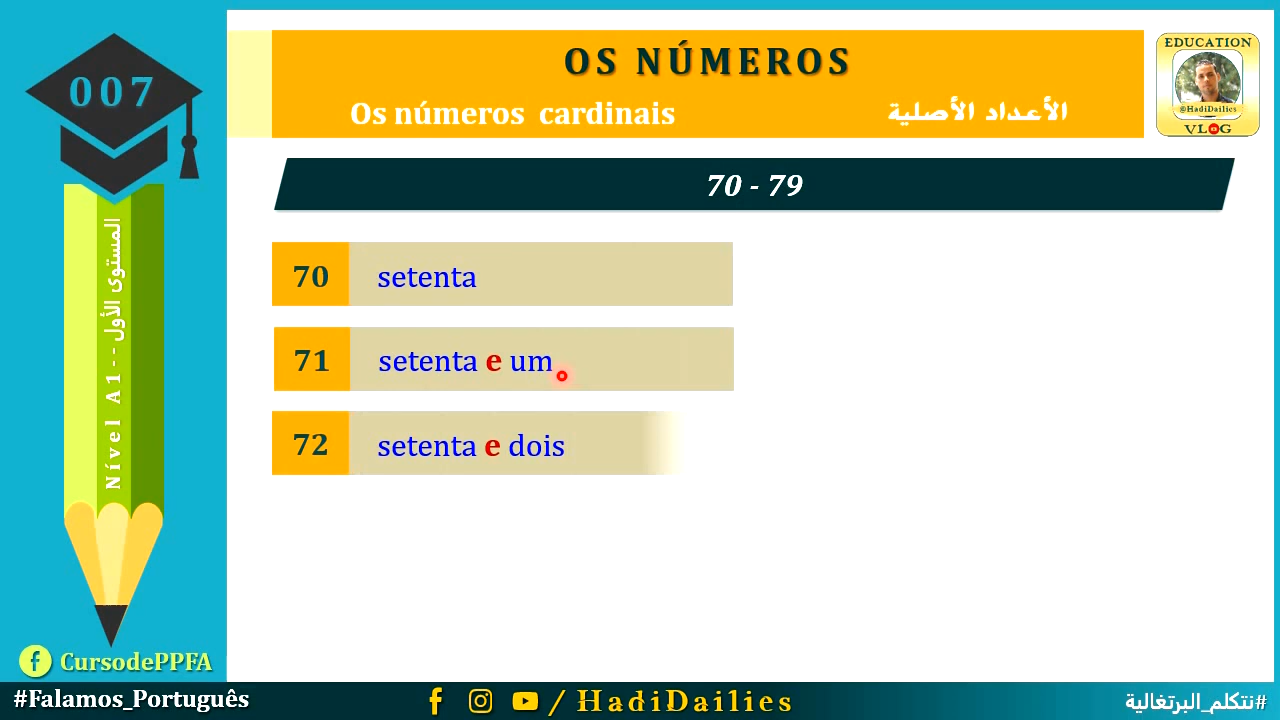 007
OS NÚMEROS
Os números cardinais
الأعداد الأصلية
EDUCATION
@HadiDailies
VLOG
70 - 79
70 setenta
71 setenta e um
72 setenta e dois
Nível A1 -- المستوى الأول
CursodePPFA
#Falamos_Português
/ HadiDailies
#نتكلم_البرتغالية